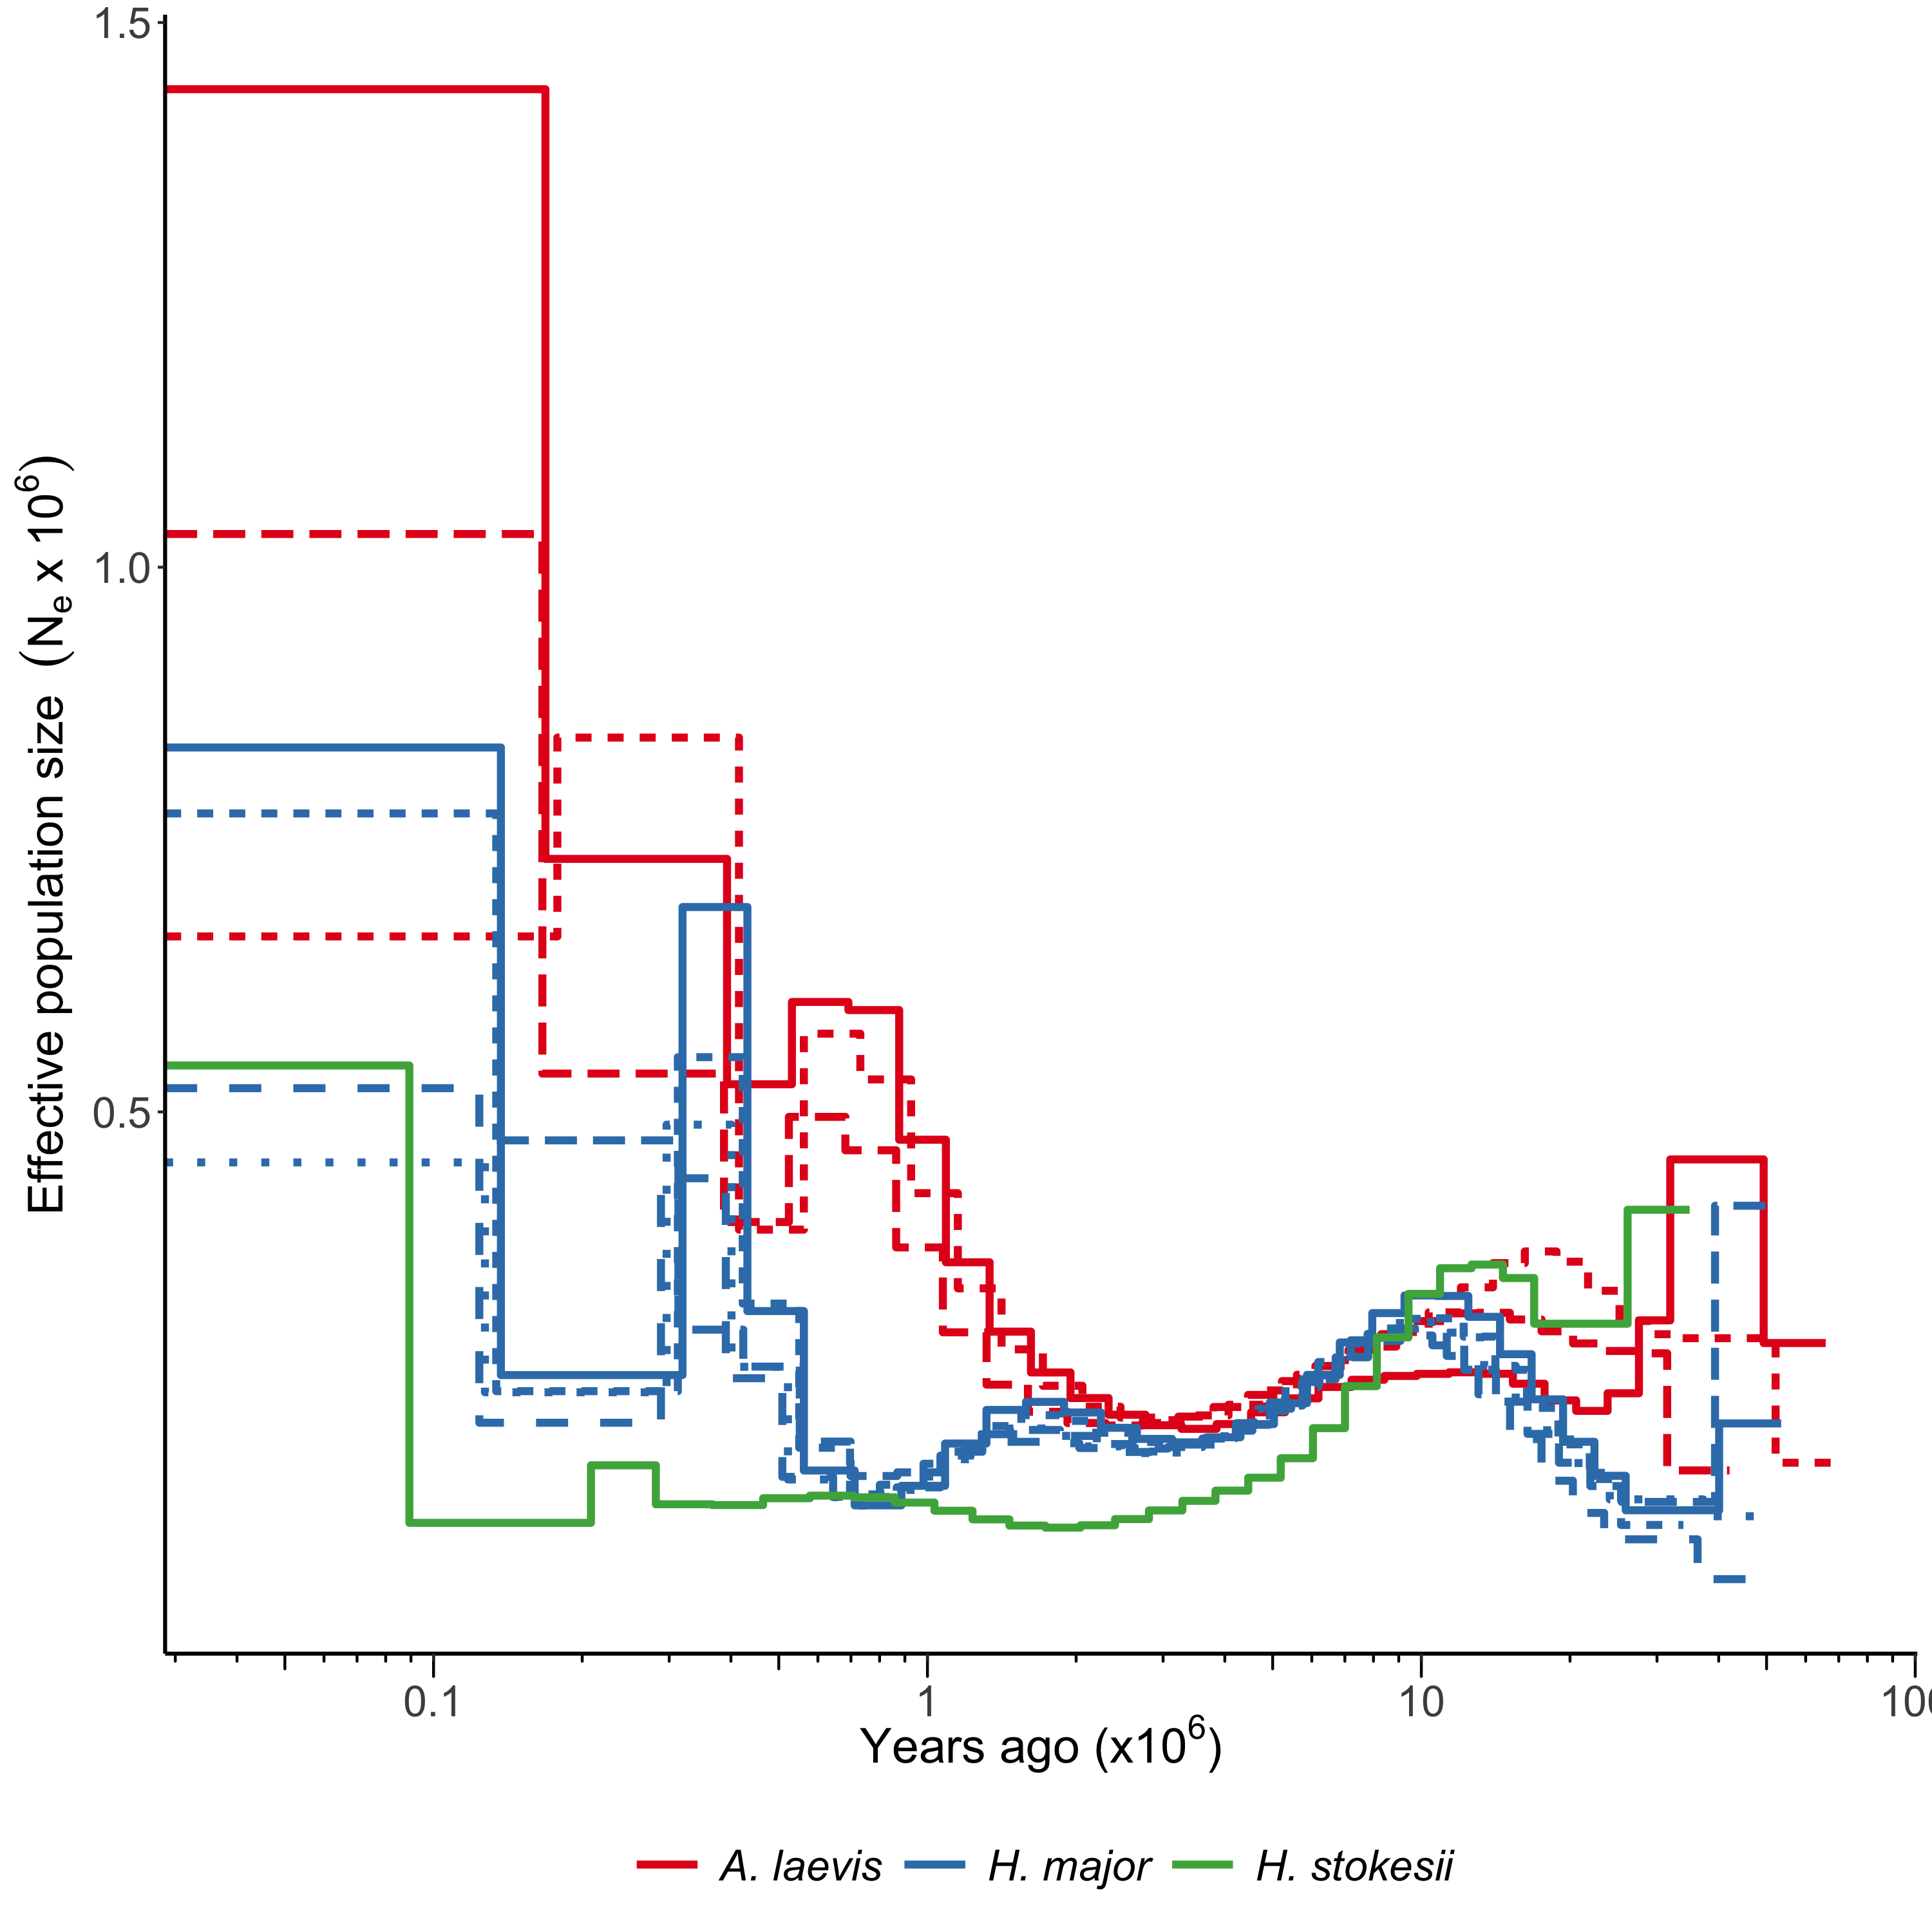 1.5
1.0
0.5
Effective population size (Nₑ x 10⁶)
0.1 1 10 100
Years ago (x10⁶)
A. laevis H. major H. stokesii